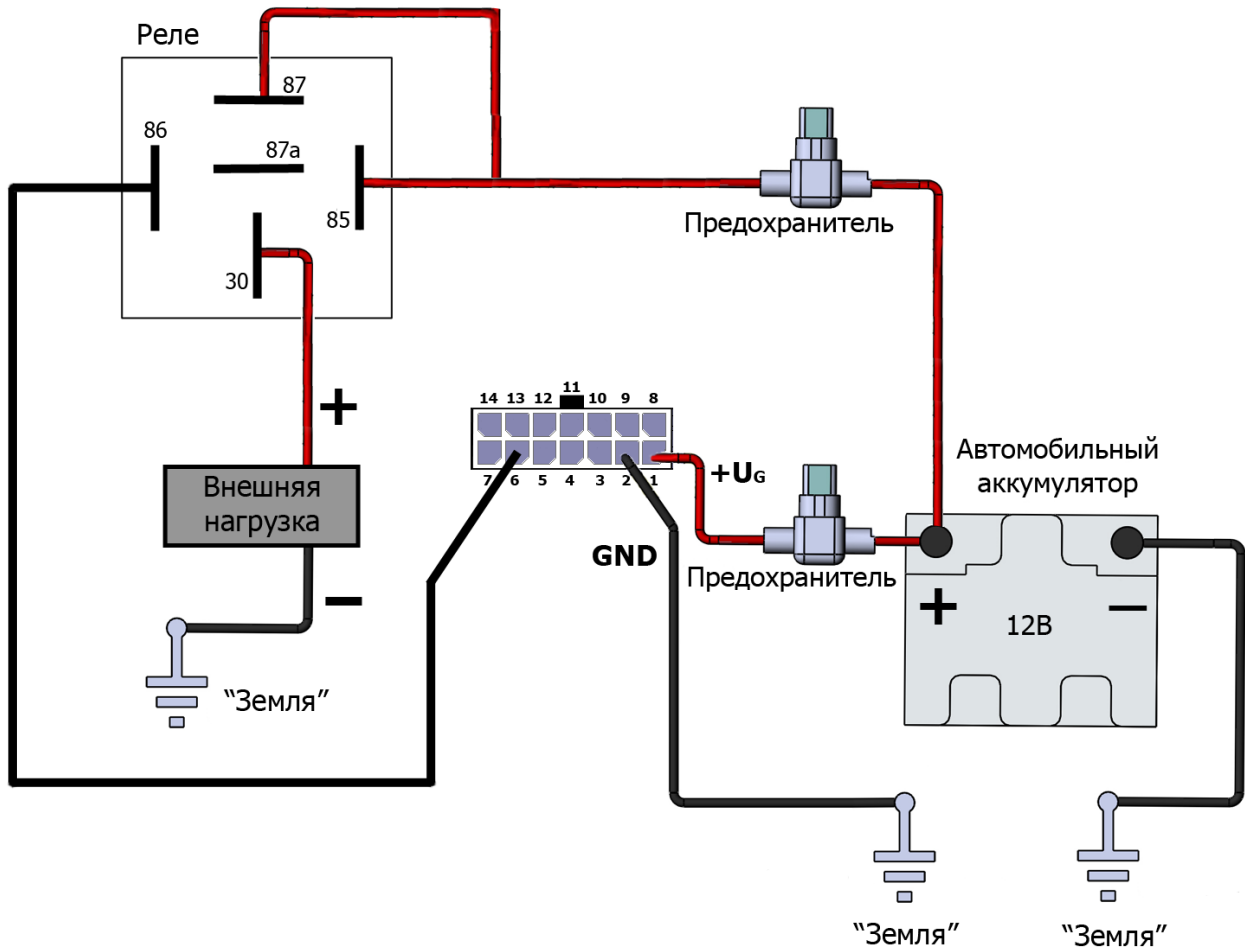 Реле
87
86
87а
85
30
Предохранитель
+
14 13 12 11 10 9 8
7 6 5 4 3 2 1
+UG
Автомобильный
аккумулятор
Внешняя
нагрузка
GND
Предохранитель
–
+
–
12В
“Земля”
“Земля”
“Земля”